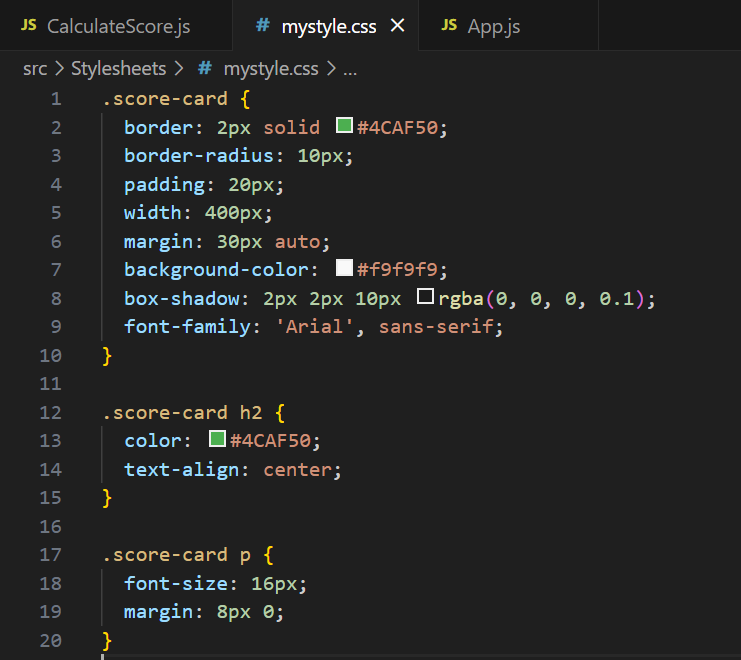 JS CalculateScore.js # mystyle.css × JS App.js
src > Stylesheets > # mystyle.css > ...
1 .score-card {
2 border: 2px solid #4CAF50;
3 border-radius: 10px;
4 padding: 20px;
5 width: 400px;
6 margin: 30px auto;
7 background-color: #f9f9f9;
8 box-shadow: 2px 2px 10px rgba(0, 0, 0, 0.1);
9 font-family: 'Arial', sans-serif;
10 }
11
12 .score-card h2 {
13 color: #4CAF50;
14 text-align: center;
15 }
16
17 .score-card p {
18 font-size: 16px;
19 margin: 8px 0;
20 }